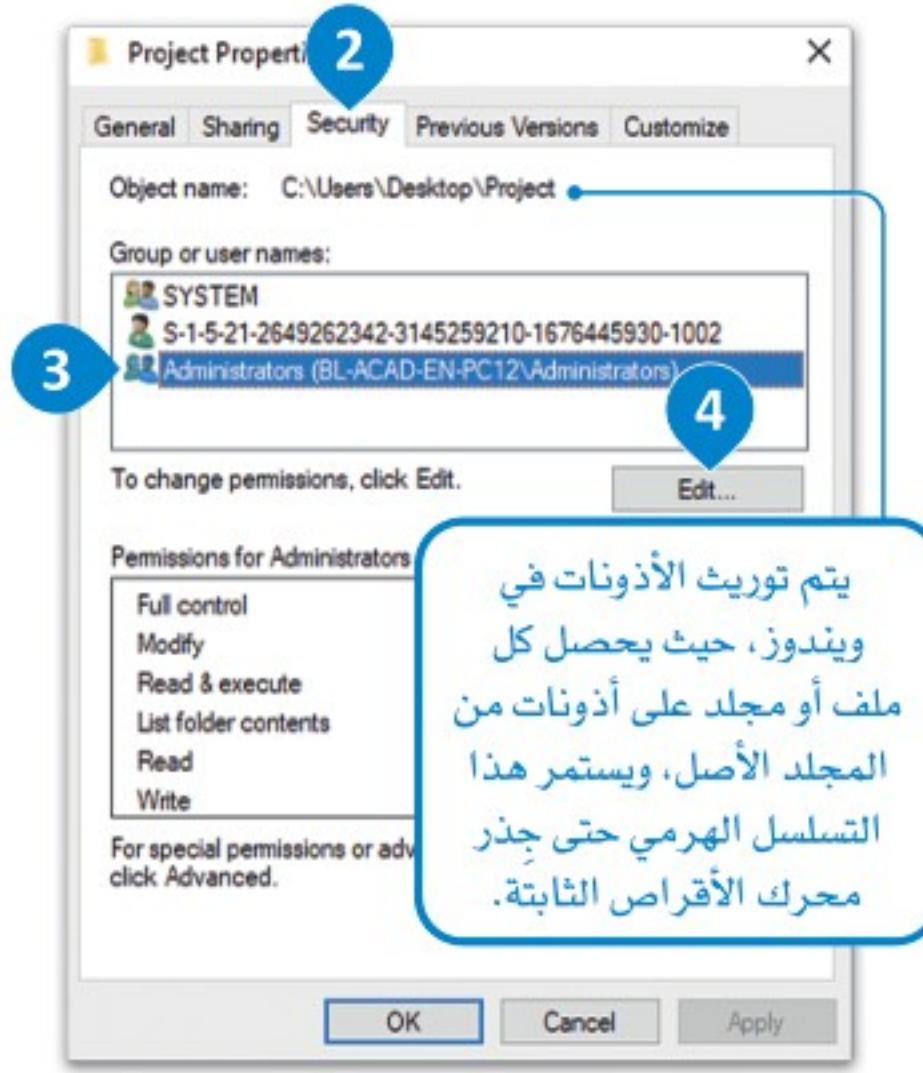 Project Properti
2
General Sharing Security Previous Versions Customize
Object name: C:\Users\Desktop\Project
Group or user names:
SYSTEM
S-1-5-21-2649262342-3145259210-1676445930-1002
3
Administrators (BL-ACAD-EN-PC12\Administrators)
4
To change permissions, click Edit.
Edit...
Permissions for Administrators
Full control
Modify
Read & execute
List folder contents
Read
Write
For special permissions or adv
click Advanced.
يتم توريث الأذونات في
ويندوز، حيث يحصل كل
ملف أو مجلد على أذونات من
المجلد الأصل، ويستمر هذا
التسلسل الهرمي حتى جِذر
محرك الأقراص الثابتة.
OK Cancel Apply